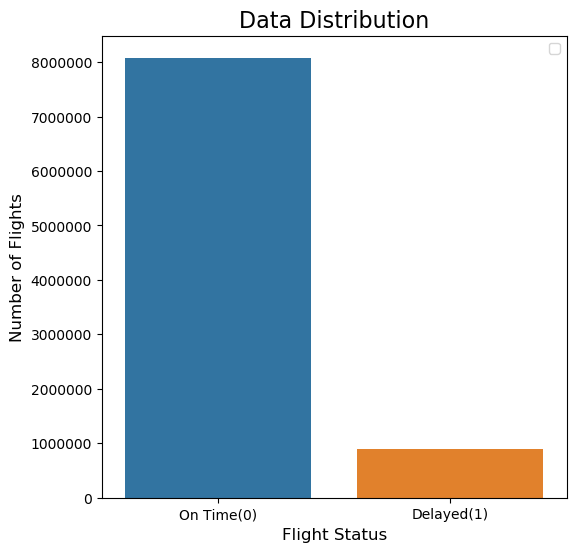 Data Distribution
8000000
7000000
6000000
5000000
4000000
3000000
2000000
1000000
0
Number of Flights
On Time(0)
Delayed(1)
Flight Status